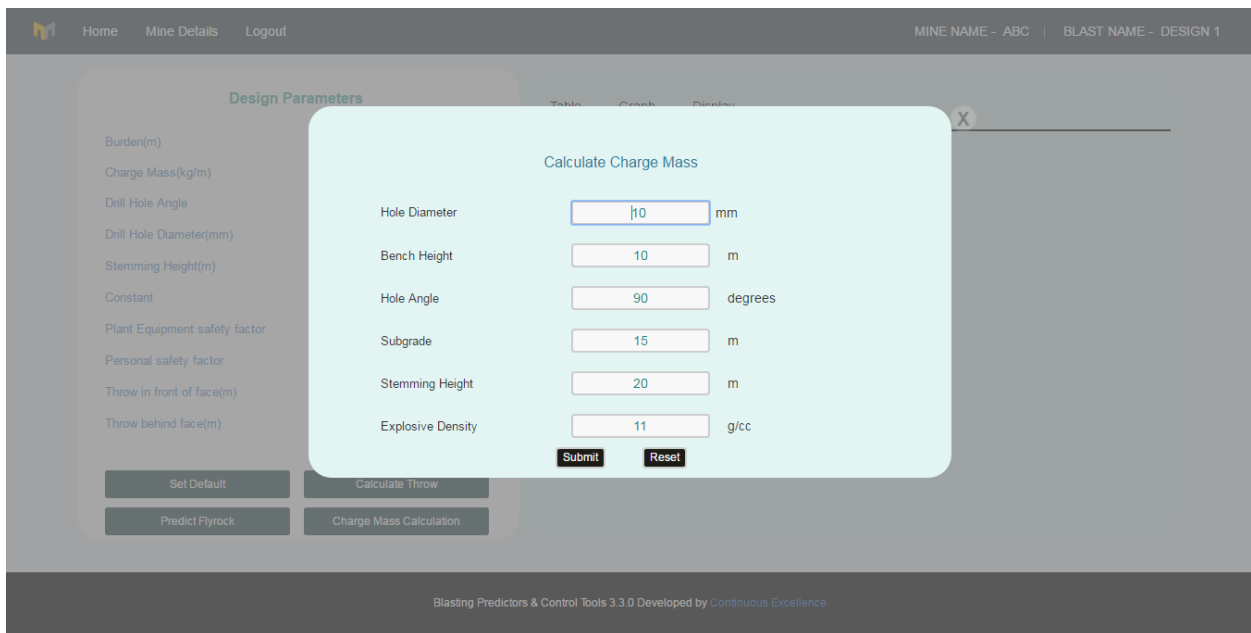 Home Mine Details Logout MINE NAME - ABC | BLAST NAME - DESIGN 1
Design Parameters
Table Graph Display
X
Burden(m)
Charge Mass(kg/m)
Drill Hole Angle
Drill Hole Diameter(mm)
Stemming Height(m)
Constant
Plant Equipment safety factor
Personal safety factor
Throw in front of face(m)
Throw behind face(m)
Set Default Calculate Throw
Predict Flyrock Charge Mass Calculation
Calculate Charge Mass
Hole Diameter 10 mm
Bench Height 10 m
Hole Angle 90 degrees
Subgrade 15 m
Stemming Height 20 m
Explosive Density 11 g/cc
Submit Reset
Blasting Predictors & Control Tools 3.3.0 Developed by Continuous Excellence